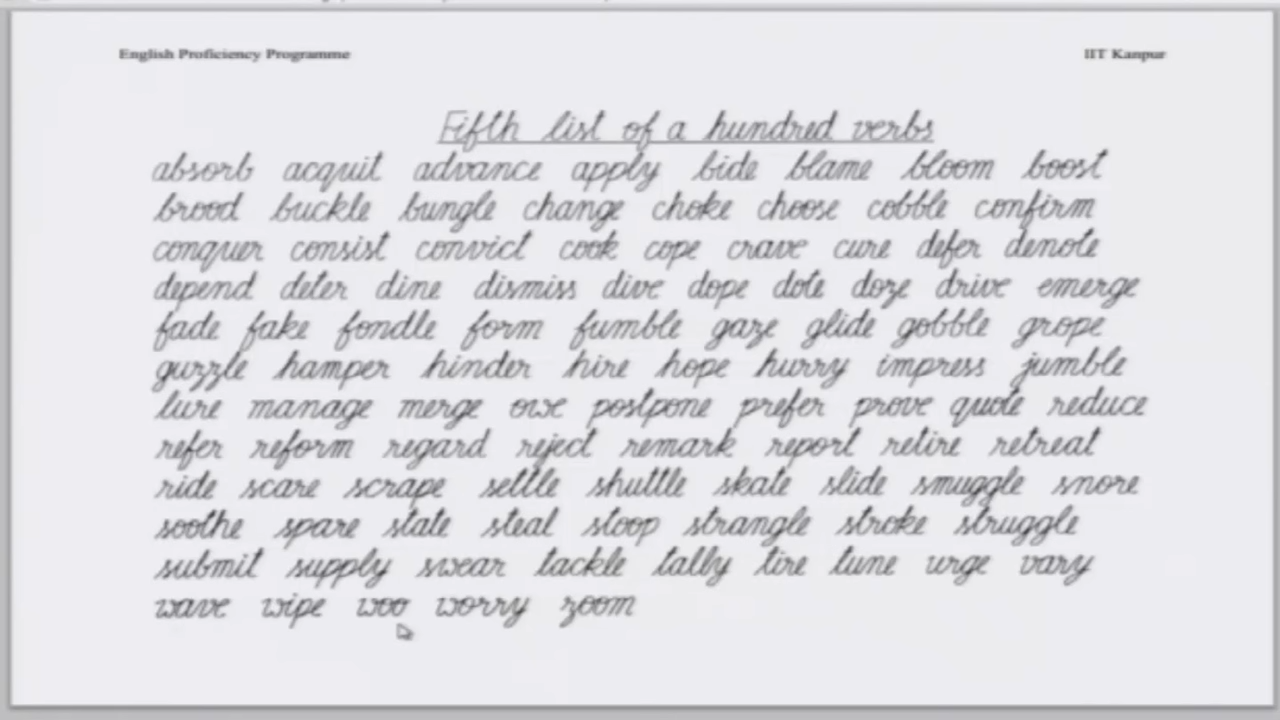 English Proficiency Programme IIT Kanpur
Fifth list of a hundred verbs
absorb acquit advance apply bide blame bloom boost
brood buckle bungle change choke choose cobble confirm
conquer consist convict cook cope crave cure defer denote
depend deter dine dismiss dive dope dote doze drive emerge
fade fake fondle form fumble gaze glide gobble grope
guzzle hamper hinder hire hope hurry impress jumble
lure manage merge owe postpone prefer prove quote reduce
refer reform regard reject remark report retire retreat
ride scare scrape settle shuttle skate slide smuggle snore
soothe spare state steal stoop strangle stroke struggle
submit supply swear tackle tally tire tune urge vary
wave wipe woo worry zoom